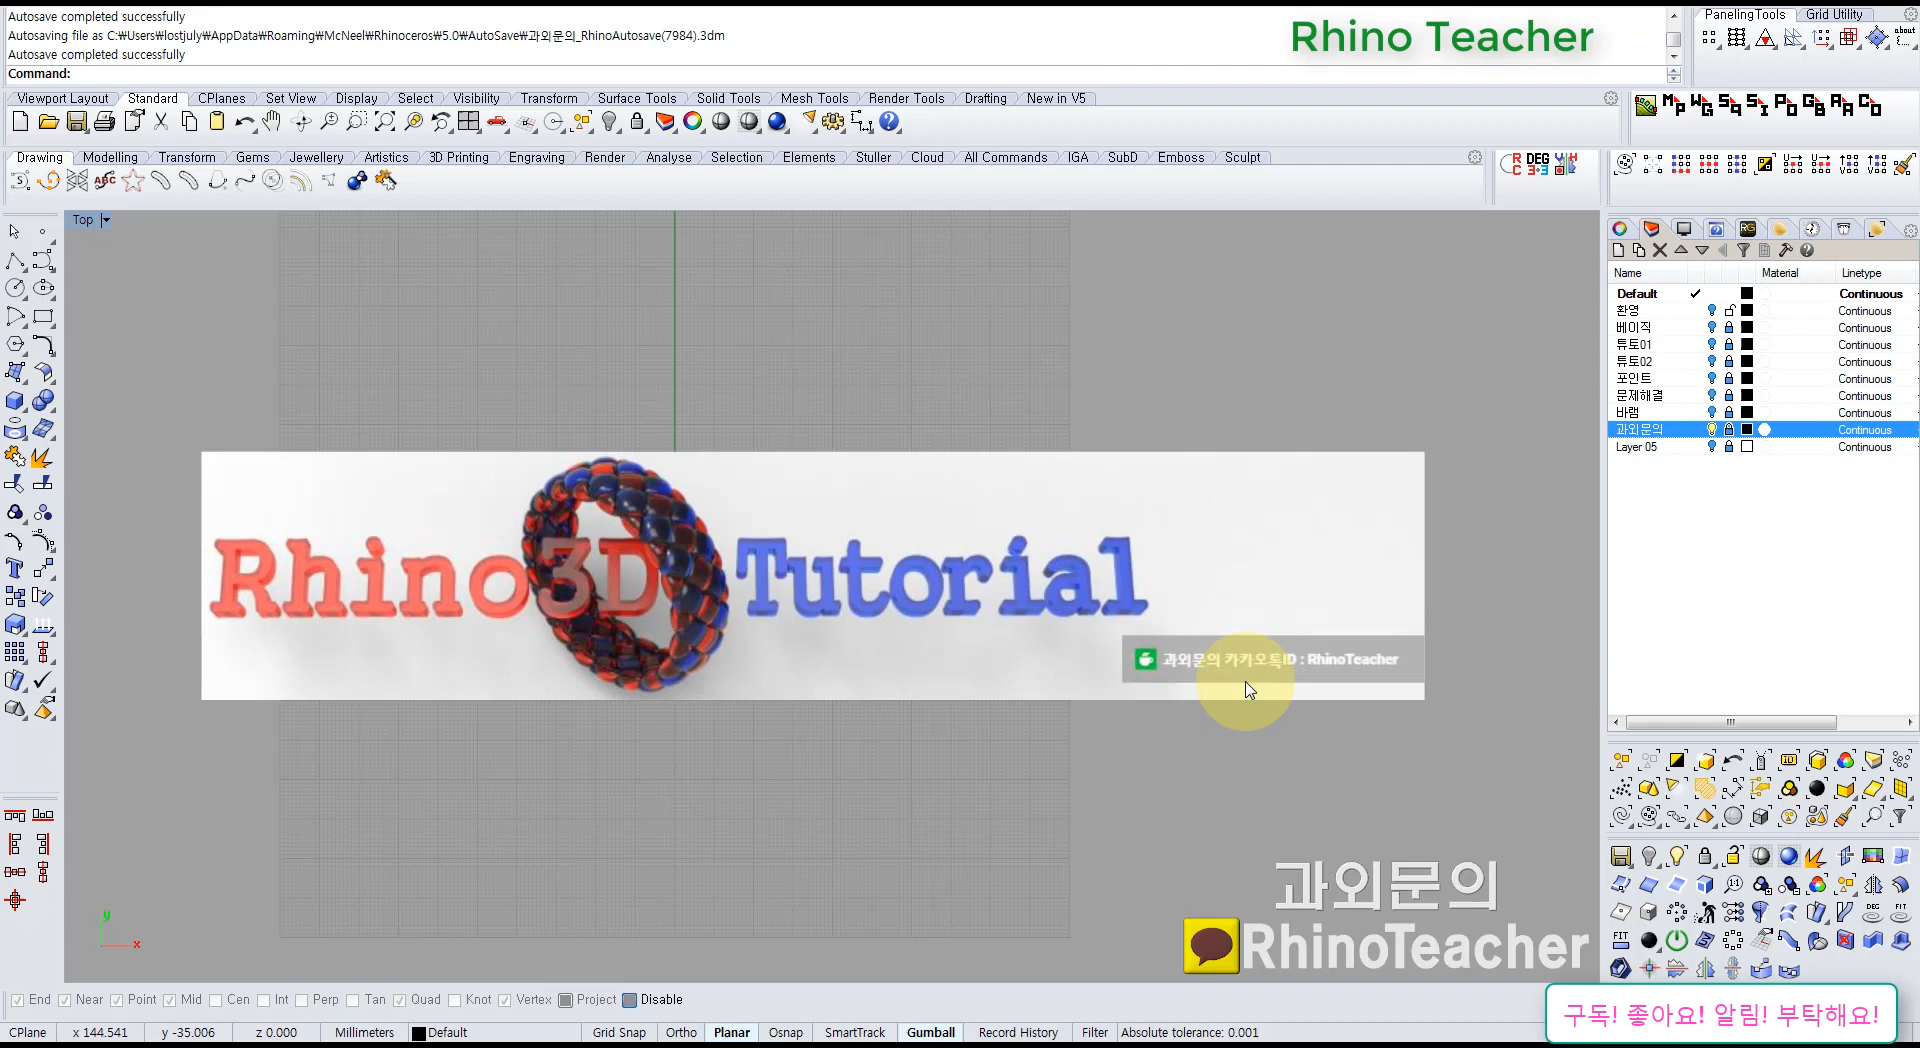 Autosave completed successfully
Autosaving file as C:₩Users₩lostjuly₩AppData₩Roaming₩McNeel₩Rhinoceros₩5.0₩AutoSave₩과외문의_RhinoAutosave(7984).3dm
Autosave completed successfully
Command:
Rhino Teacher
PanelingTools Grid Utility
about
Viewport Layout Standard CPlanes Set View Display Select Visibility Transform Surface Tools Solid Tools Mesh Tools Render Tools Drafting New in V5
Drawing Modelling Transform Gems Jewellery Artistics 3D Printing Engraving Render Analyse Selection Elements Stuller Cloud All Commands IGA SubD Emboss Sculpt
ABC
DEG
Top
Name Material Linetype
Default Continuous
환영 Continuous
베이직 Continuous
튜토01 Continuous
튜토02 Continuous
포인트 Continuous
문제해결 Continuous
바램 Continuous
과외문의 Continuous
Layer 05 Continuous
Rhino3D Tutorial
과외문의 카카오톡ID : RhinoTeacher
y
x
과외문의
RhinoTeacher
DEG FIT
FIT
End Near Point Mid Cen Int Perp Tan Quad Knot Vertex Project Disable
구독! 좋아요! 알림! 부탁해요!
CPlane x 144.541 y -35.006 z 0.000 Millimeters Default Grid Snap Ortho Planar Osnap SmartTrack Gumball Record History Filter Absolute tolerance: 0.001